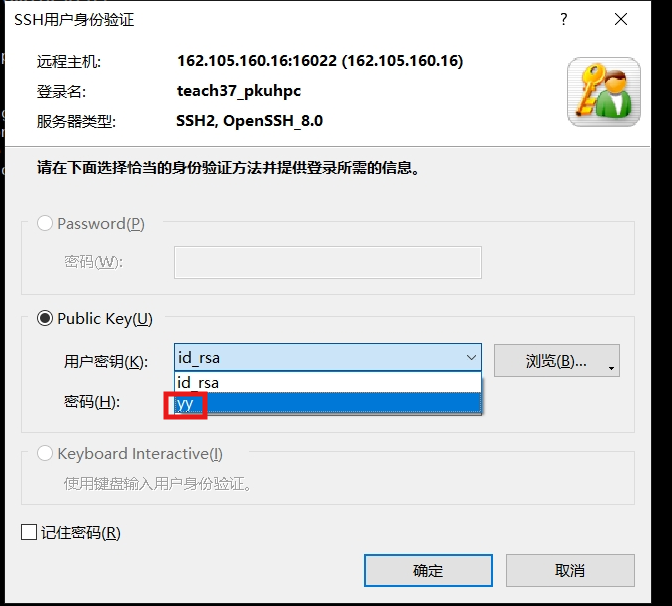 SSH用户身份验证
?
远程主机: 162.105.160.16:16022 (162.105.160.16)
登录名: teach37_pkuhpc
服务器类型: SSH2, OpenSSH_8.0
请在下面选择恰当的身份验证方法并提供登录所需的信息。
Password(P)
密码(W):
Public Key(U)
用户密钥(K): id_rsa 浏览(B)...
id_rsa
密码(H): yy
Keyboard Interactive(I)
使用键盘输入用户身份验证。
记住密码(R)
确定 取消